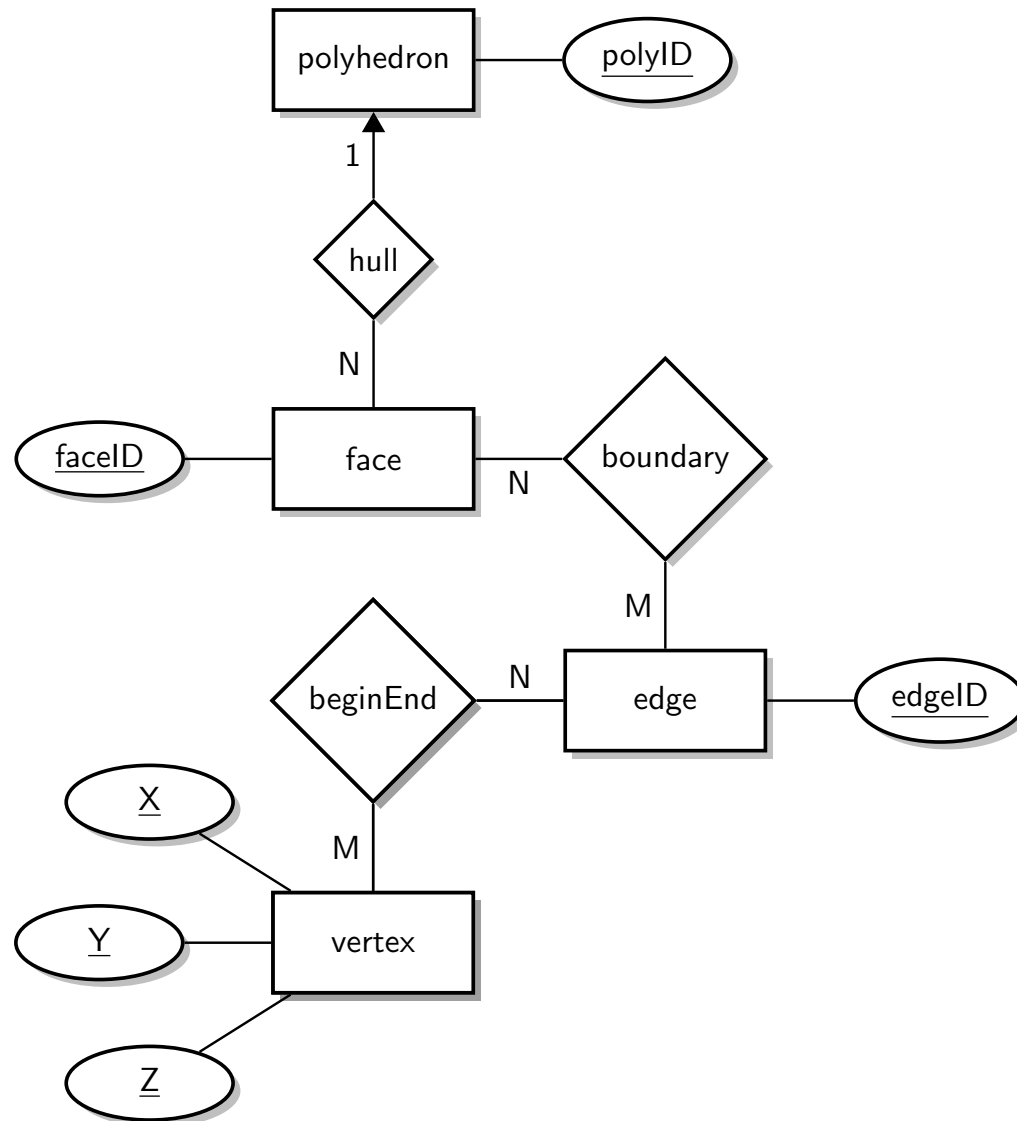 polyhedron
polyID
1
hull
N
faceID
face
N
boundary
M
beginEnd
N
edge
edgeID
X
M
Y
vertex
Z